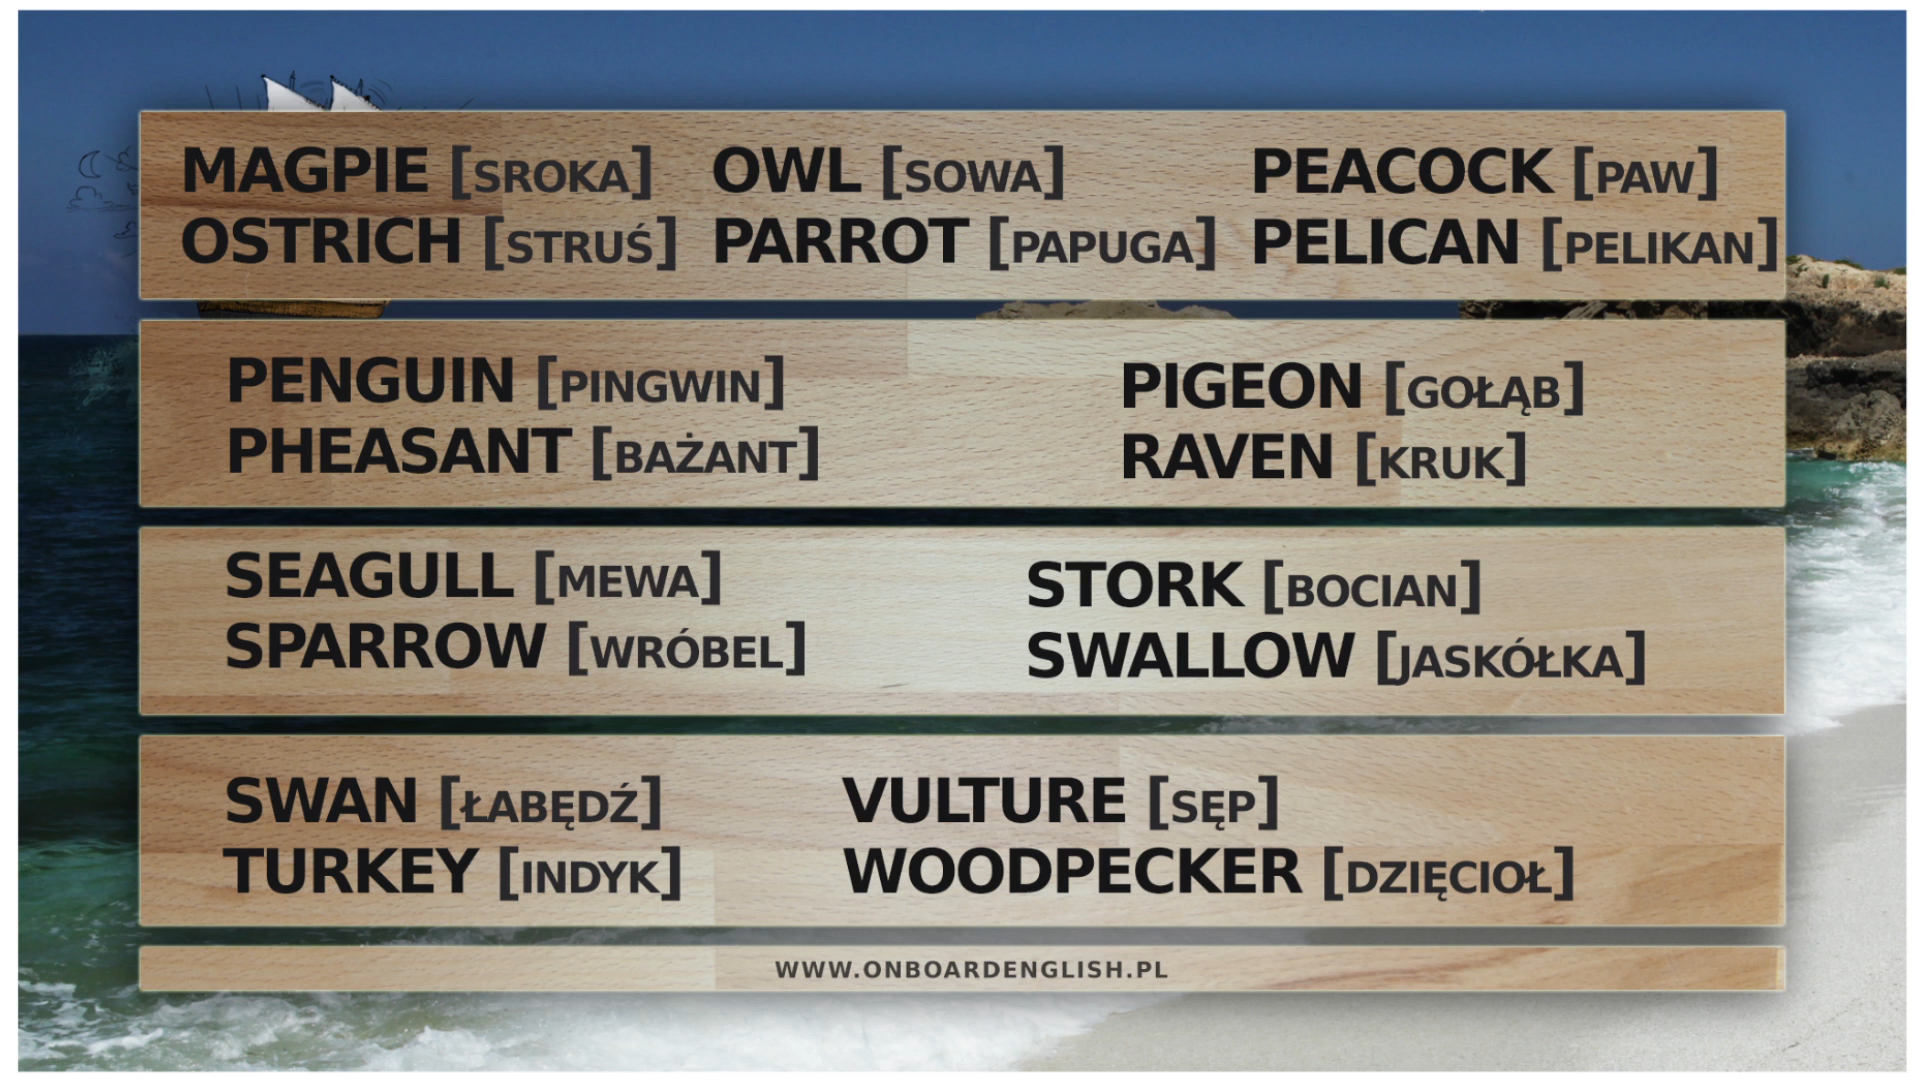 MAGPIE [SROKA] OWL [SOWA] PEACOCK [PAW]
OSTRICH [STRUŚ] PARROT [PAPUGA] PELICAN [PELIKAN]
PENGUIN [PINGWIN] PIGEON [GOŁĄB]
PHEASANT [BAŻANT] RAVEN [KRUK]
SEAGULL [MEWA] STORK [BOCIAN]
SPARROW [WRÓBEL] SWALLOW [JASKÓŁKA]
SWAN [ŁABĘDŹ] VULTURE [SĘP]
TURKEY [INDYK] WOODPECKER [DZIĘCIOŁ]
WWW.ONBOARDENGLISH.PL